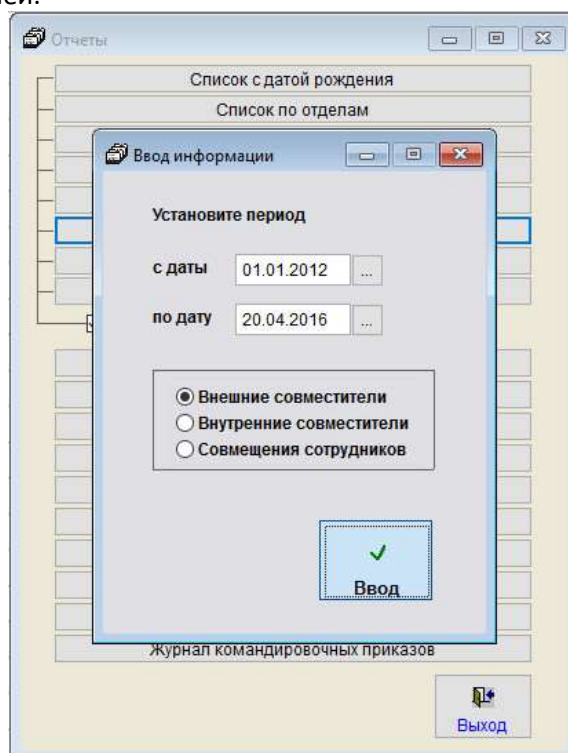 Отчеты
Список с датой рождения
Список по отделам
Ввод информации
Установите период
с даты 01.01.2012 ...
по дату 20.04.2016 ...
Внешние совместители
Внутренние совместители
Совмещения сотрудников
Ввод
Журнал командировочных приказов
Выход